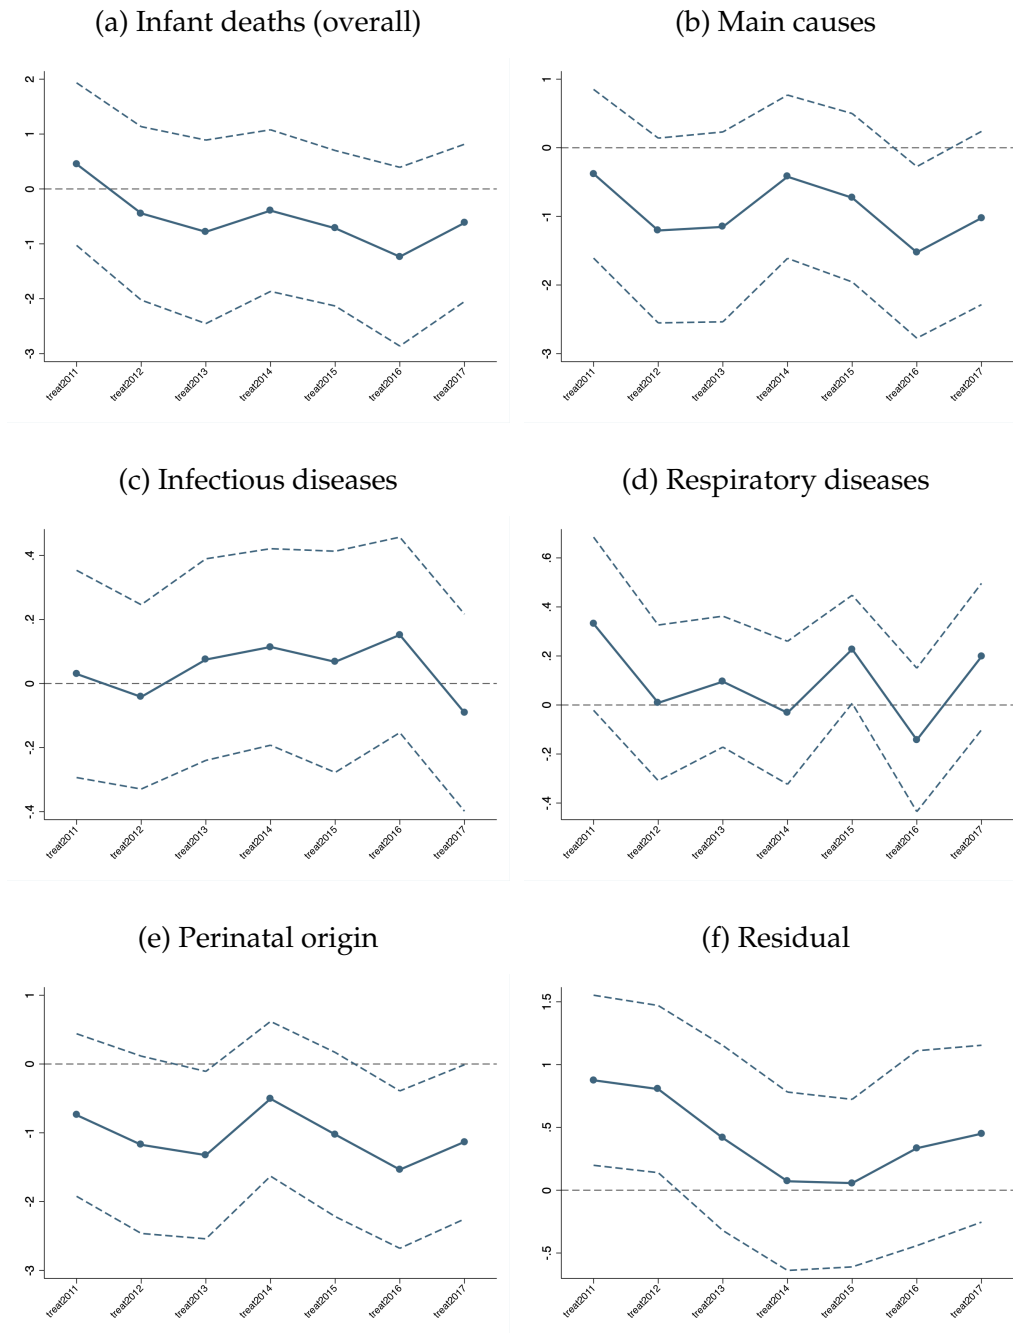 (a) Infant deaths (overall)
2
1
0
-1
-2
-3
treat2011 treat2012 treat2013 treat2014 treat2015 treat2016 treat2017
(b) Main causes
1
0
-1
-2
-3
treat2011 treat2012 treat2013 treat2014 treat2015 treat2016 treat2017
(c) Infectious diseases
.4
.2
0
-.2
-.4
treat2011 treat2012 treat2013 treat2014 treat2015 treat2016 treat2017
(d) Respiratory diseases
.6
.4
.2
0
-.2
-.4
treat2011 treat2012 treat2013 treat2014 treat2015 treat2016 treat2017
(e) Perinatal origin
1
0
-1
-2
-3
treat2011 treat2012 treat2013 treat2014 treat2015 treat2016 treat2017
(f) Residual
1.5
1
.5
0
-.5
treat2011 treat2012 treat2013 treat2014 treat2015 treat2016 treat2017